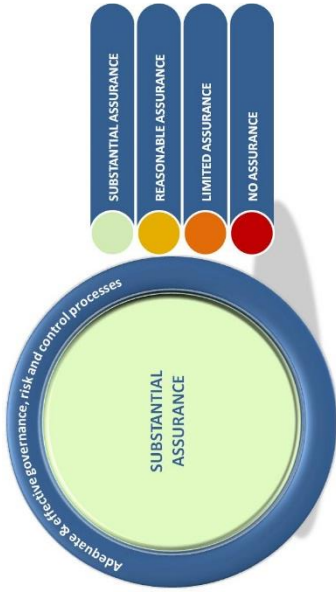 Adequate & effective governance, risk and control processes
SUBSTANTIAL
ASSURANCE
SUBSTANTIAL ASSURANCE
REASONABLE ASSURANCE
LIMITED ASSURANCE
NO ASSURANCE